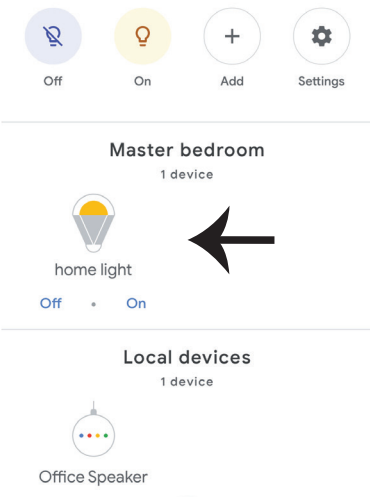 Off On Add Settings
Master bedroom
1 device
home light
Off • On
Local devices
1 device
Office Speaker